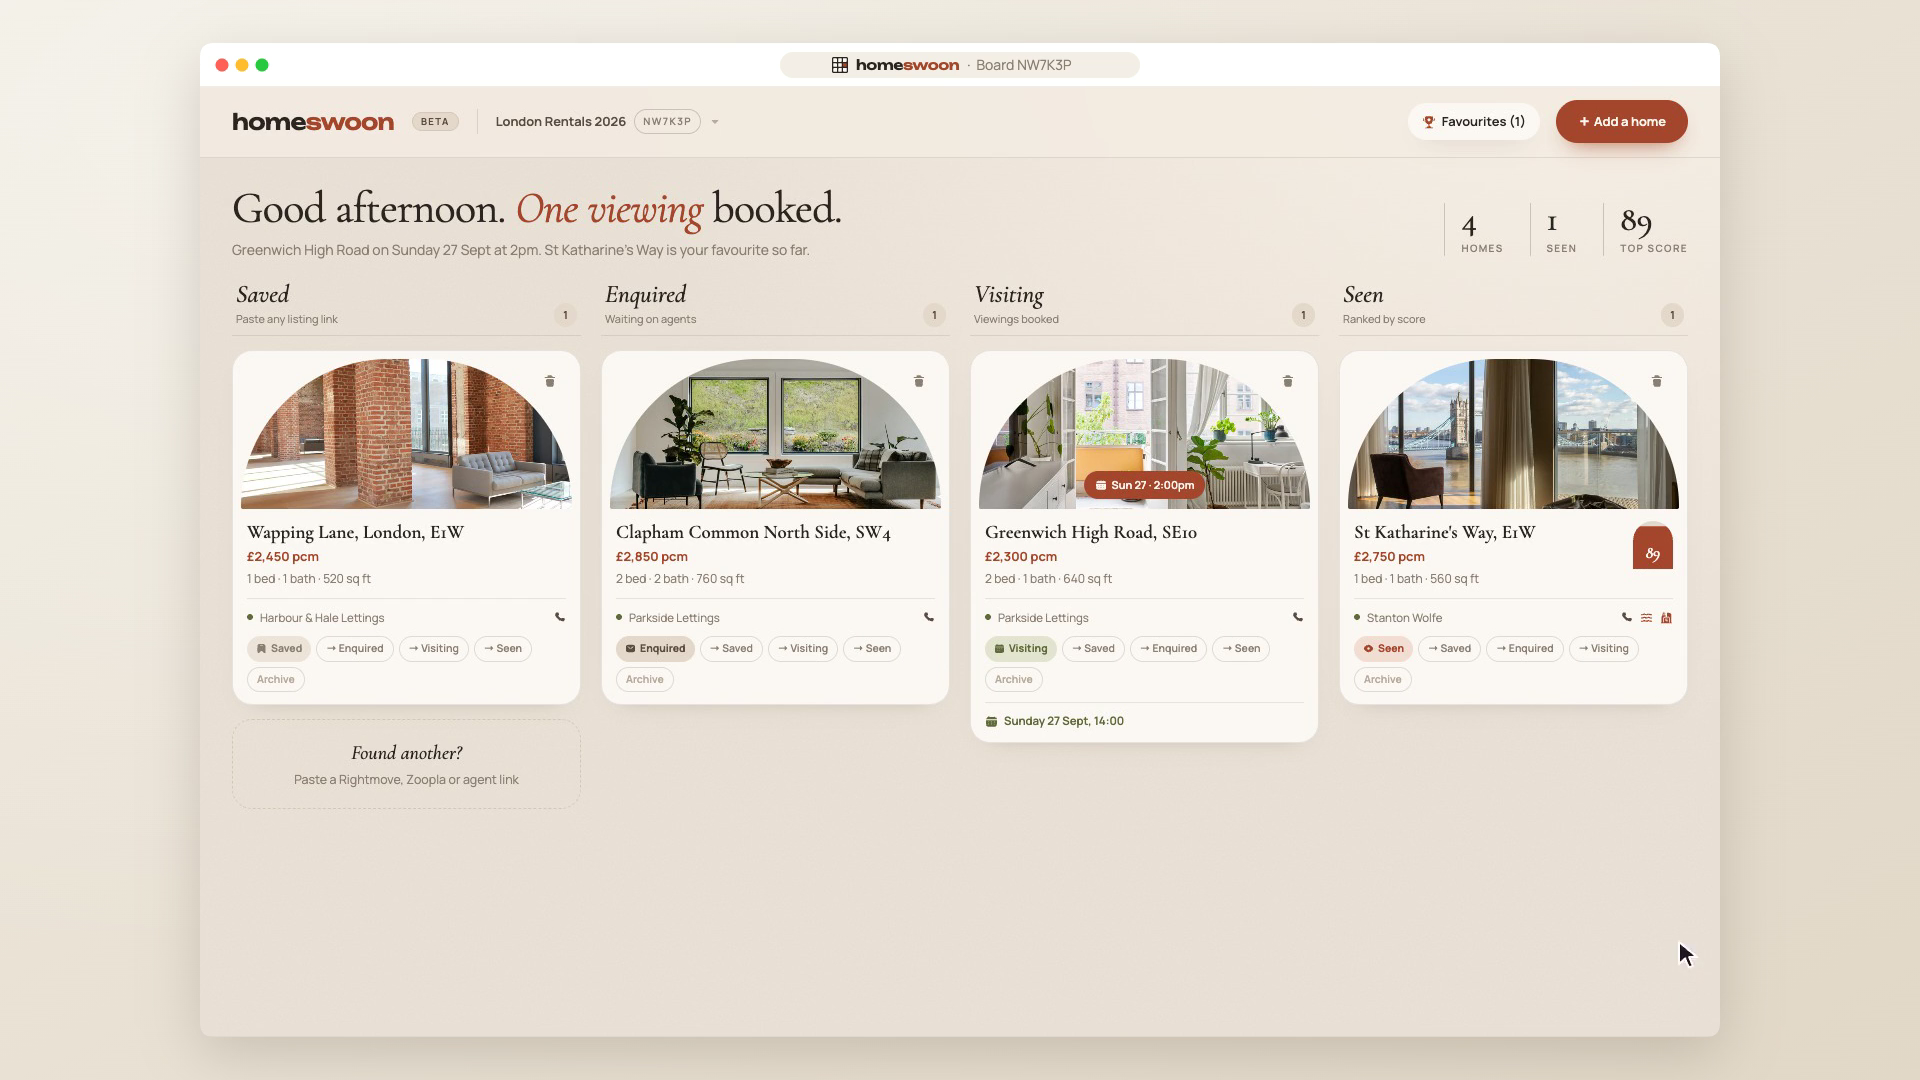 homeswoon · Board NW7K3P
homeswoon BETA London Rentals 2026 NW7K3P Favourites (1) + Add a home
Good afternoon. One viewing booked.
Greenwich High Road on Sunday 27 Sept at 2pm. St Katharine's Way is your favourite so far.
4 HOMES
1 SEEN
89 TOP SCORE
Saved
Paste any listing link
1
Enquired
Waiting on agents
1
Visiting
Viewings booked
1
Seen
Ranked by score
1
Wapping Lane, London, E1W
£2,450 pcm
1 bed · 1 bath · 520 sq ft
Harbour & Hale Lettings
Saved → Enquired → Visiting → Seen
Archive
Found another?
Paste a Rightmove, Zoopla or agent link
Clapham Common North Side, SW4
£2,850 pcm
2 bed · 2 bath · 760 sq ft
Parkside Lettings
Enquired → Saved → Visiting → Seen
Archive
Sun 27 · 2:00pm
Greenwich High Road, SE10
£2,300 pcm
2 bed · 1 bath · 640 sq ft
Parkside Lettings
Visiting → Saved → Enquired → Seen
Archive
Sunday 27 Sept, 14:00
St Katharine's Way, E1W
89
£2,750 pcm
1 bed · 1 bath · 560 sq ft
Stanton Wolfe
Seen → Saved → Enquired → Visiting
Archive